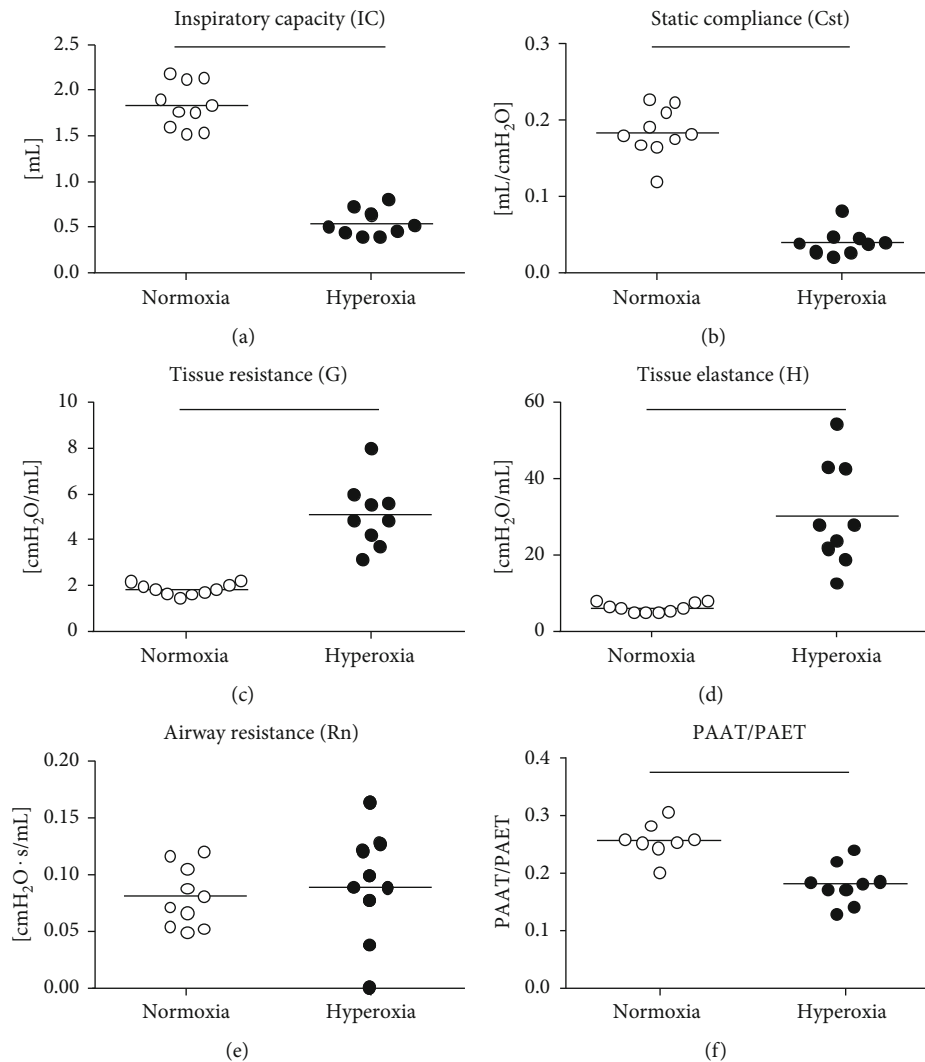 Inspiratory capacity (IC)
2.5
2.0
1.5
1.0
0.5
0.0
[mL]
Normoxia Hyperoxia
(a)
Static compliance (Cst)
0.3
0.2
0.1
0.0
[mL/cmH₂O]
Normoxia Hyperoxia
(b)
Tissue resistance (G)
10
8
6
4
2
0
[cmH₂O/mL]
Normoxia Hyperoxia
(c)
Tissue elastance (H)
60
40
20
0
[cmH₂O/mL]
Normoxia Hyperoxia
(d)
Airway resistance (Rn)
0.20
0.15
0.10
0.05
0.00
[cmH₂O · s/mL]
Normoxia Hyperoxia
(e)
PAAT/PAET
0.4
0.3
0.2
0.1
0.0
PAAT/PAET
Normoxia Hyperoxia
(f)